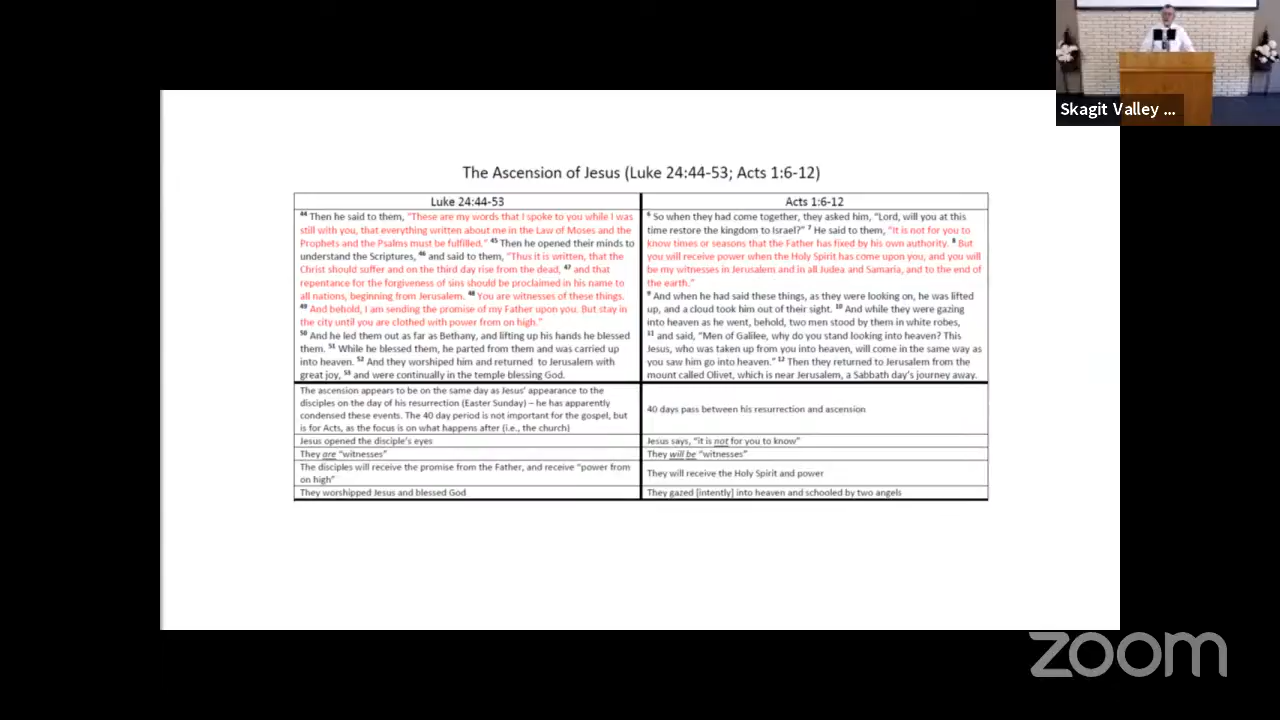 Skagit Valley ...
The Ascension of Jesus (Luke 24:44-53; Acts 1:6-12)
Luke 24:44-53
44 Then he said to them, "These are my words that I spoke to you while I was
still with you, that everything written about me in the Law of Moses and the
Prophets and the Psalms must be fulfilled." 45 Then he opened their minds to
understand the Scriptures, 46 and said to them, "Thus it is written, that the
Christ should suffer and on the third day rise from the dead, 47 and that
repentance for the forgiveness of sins should be proclaimed in his name to
all nations, beginning from Jerusalem. 48 You are witnesses of these things.
49 And behold, I am sending the promise of my Father upon you. But stay in
the city until you are clothed with power from on high."
50 And he led them out as far as Bethany, and lifting up his hands he blessed
them. 51 While he blessed them, he parted from them and was carried up
into heaven. 52 And they worshiped him and returned to Jerusalem with
great joy, 53 and were continually in the temple blessing God.
Acts 1:6-12
6 So when they had come together, they asked him, "Lord, will you at this
time restore the kingdom to Israel?" 7 He said to them, "It is not for you to
know times or seasons that the Father has fixed by his own authority. 8 But
you will receive power when the Holy Spirit has come upon you, and you will
be my witnesses in Jerusalem and in all Judea and Samaria, and to the end of
the earth."
9 And when he had said these things, as they were looking on, he was lifted
up, and a cloud took him out of their sight. 10 And while they were gazing
into heaven as he went, behold, two men stood by them in white robes,
11 and said, "Men of Galilee, why do you stand looking into heaven? This
Jesus, who was taken up from you into heaven, will come in the same way as
you saw him go into heaven." 12 Then they returned to Jerusalem from the
mount called Olivet, which is near Jerusalem, a Sabbath day's journey away.
The ascension appears to be on the same day as Jesus' appearance to the
disciples on the day of his resurrection (Easter Sunday) – he has apparently
condensed these events. The 40 day period is not important for the gospel, but
is for Acts, as the focus is on what happens after (i.e., the church)
40 days pass between his resurrection and ascension
Jesus opened the disciple's eyes
Jesus says, "it is not for you to know"
They are "witnesses"
They will be "witnesses"
The disciples will receive the promise from the Father, and receive "power from
on high"
They will receive the Holy Spirit and power
They worshipped Jesus and blessed God
They gazed [intently] into heaven and schooled by two angels
zoom